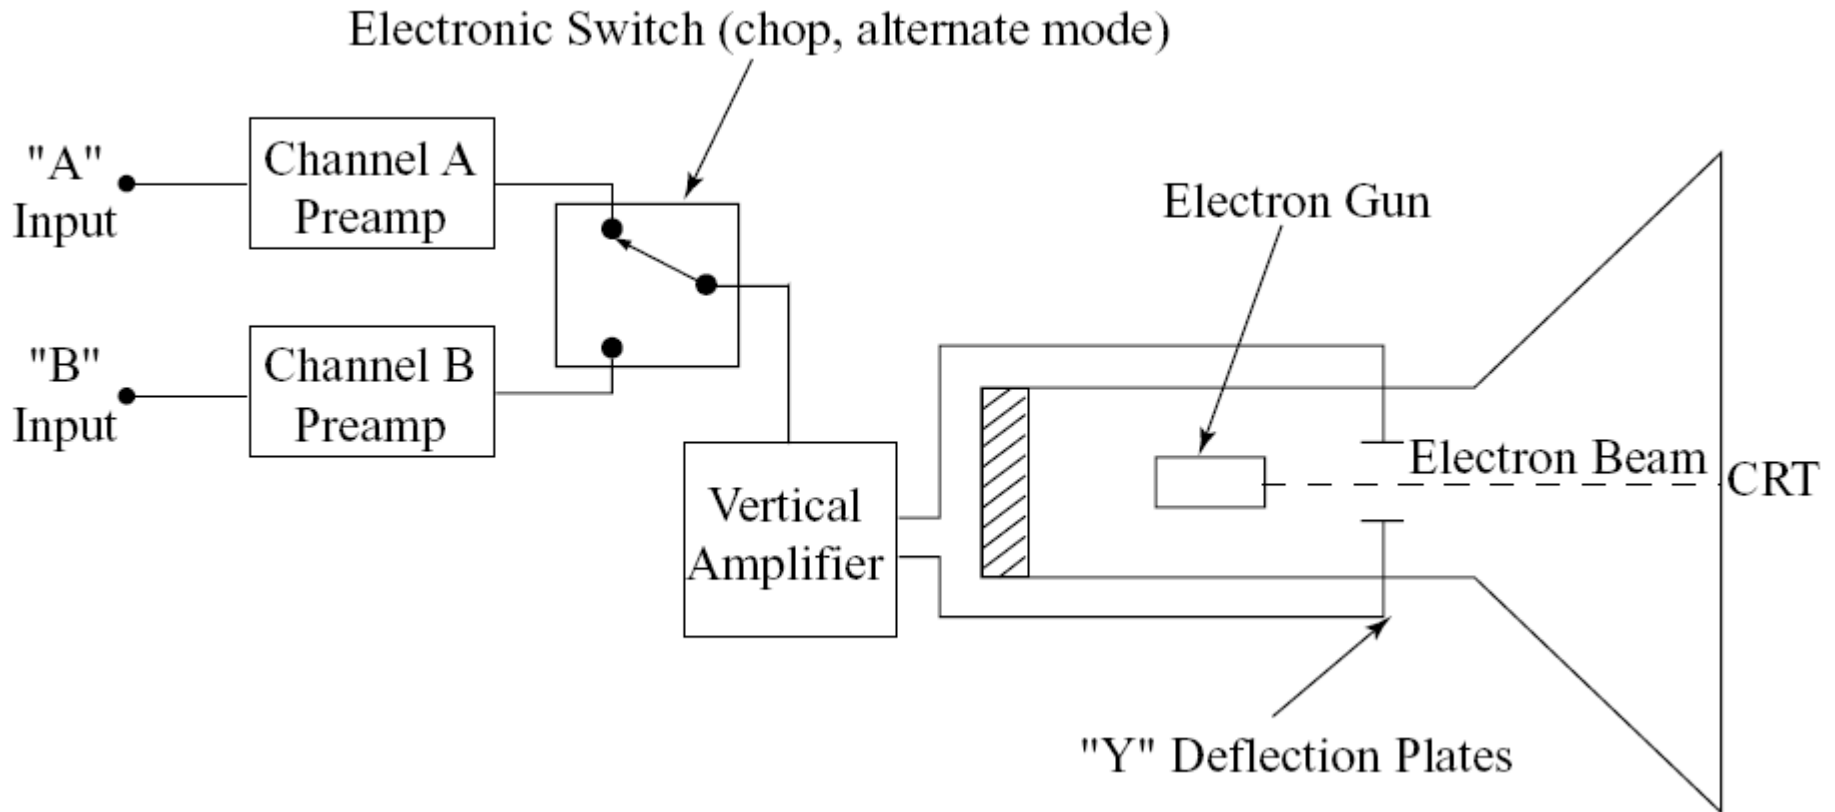 Electronic Switch (chop, alternate mode)
"A"
Input
Channel A
Preamp
Electron Gun
"B"
Input
Channel B
Preamp
Electron Beam
CRT
Vertical
Amplifier
"Y" Deflection Plates